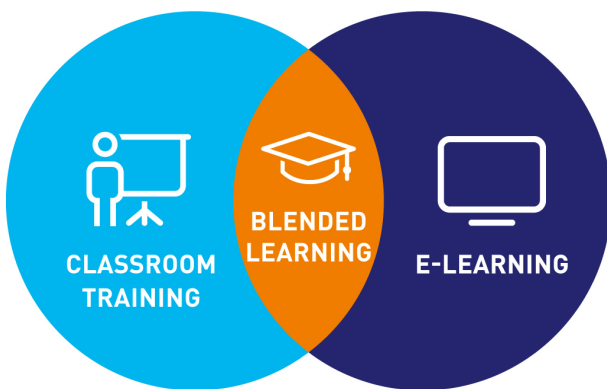 CLASSROOM
TRAINING
BLENDED
LEARNING
E-LEARNING